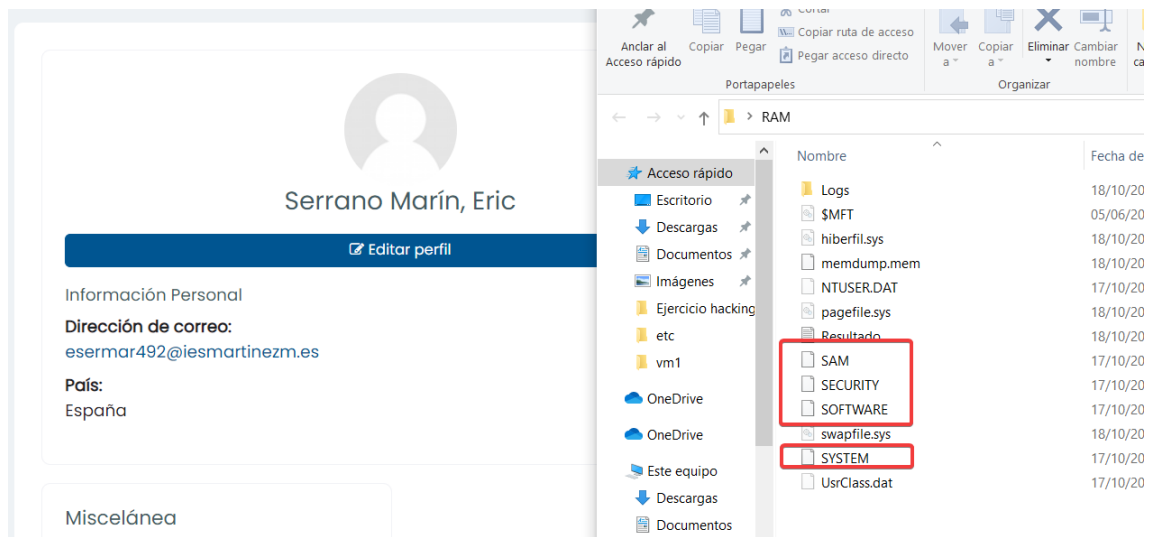 Serrano Marín, Eric
Editar perfil
Información Personal
Dirección de correo:
esermar492@iesmartinezm.es
País:
España
Miscelánea
Cortar
Anclar al
Acceso rápido
Copiar
Pegar
Copiar ruta de acceso
Pegar acceso directo
Portapapeles
Mover
a
Copiar
a
Eliminar
Cambiar
nombre
Organizar
RAM
Acceso rápido
Escritorio
Descargas
Documentos
Imágenes
Ejercicio hacking
etc
vm1
OneDrive
OneDrive
Este equipo
Descargas
Documentos
Nombre Fecha de
Logs 18/10/20
$MFT 05/06/20
hiberfil.sys 18/10/20
memdump.mem 18/10/20
NTUSER.DAT 17/10/20
pagefile.sys 18/10/20
Resultado 18/10/20
SAM 17/10/20
SECURITY 17/10/20
SOFTWARE 17/10/20
swapfile.sys 18/10/20
SYSTEM 17/10/20
UsrClass.dat 17/10/20